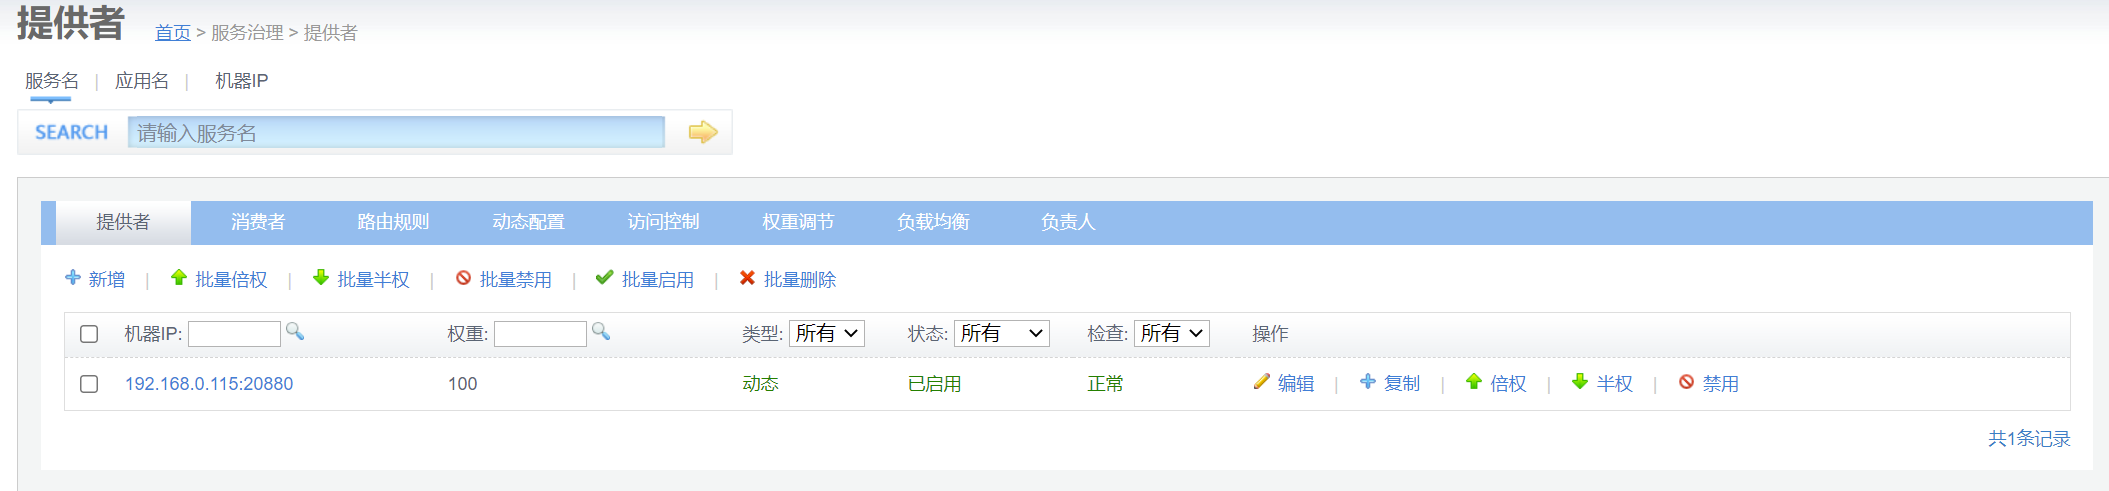 提供者 首页 > 服务治理 > 提供者
服务名 | 应用名 | 机器IP
SEARCH 请输入服务名
提供者 消费者 路由规则 动态配置 访问控制 权重调节 负载均衡 负责人
新增 | 批量倍权 | 批量半权 | 批量禁用 | 批量启用 | 批量删除
机器IP: 权重: 类型: 所有 状态: 所有 检查: 所有 操作
192.168.0.115:20880 100 动态 已启用 正常 编辑 | 复制 | 倍权 | 半权 | 禁用
共1条记录